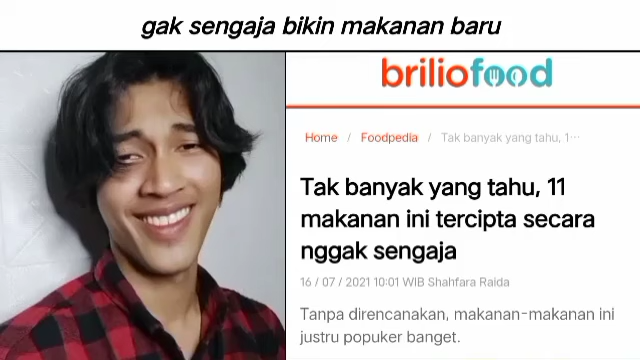 gak sengaja bikin makanan baru
briliofood
Home / Foodpedia / Tak banyak yang tahu, 1...
Tak banyak yang tahu, 11
makanan ini tercipta secara
nggak sengaja
16 / 07 / 2021 10:01 WIB Shahfara Raida
Tanpa direncanakan, makanan-makanan ini
justru popuker banget.